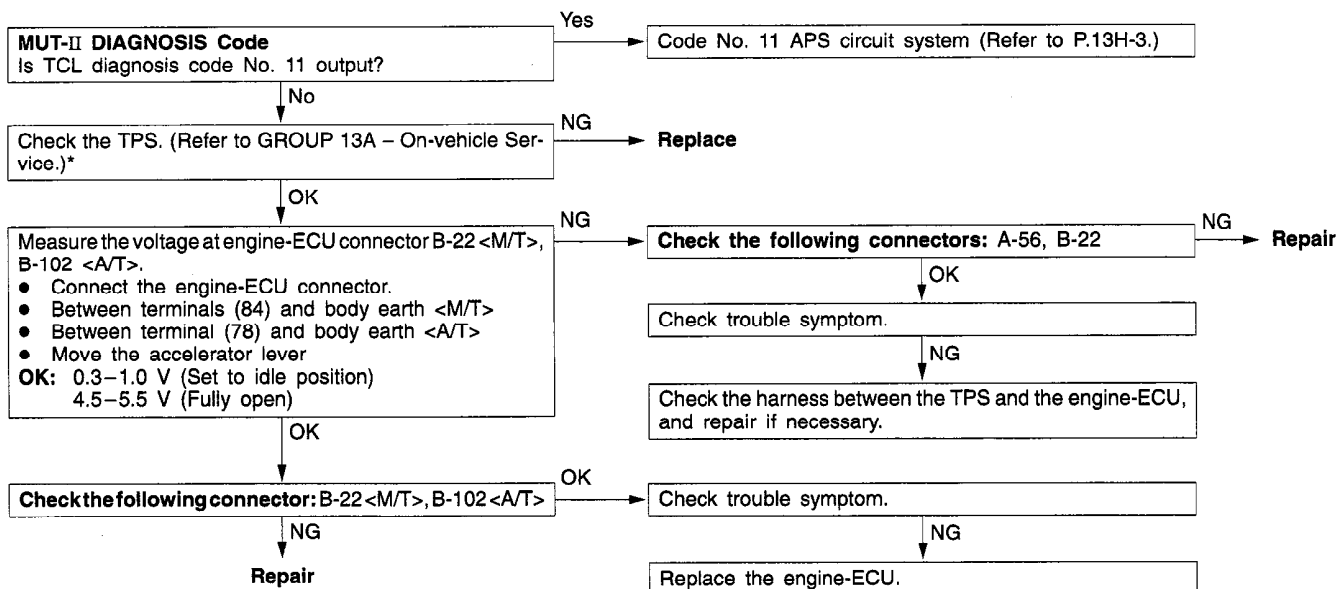 MUT-II DIAGNOSIS Code
Is TCL diagnosis code No. 11 output?
Yes
Code No. 11 APS circuit system (Refer to P.13H-3.)
No
Check the TPS. (Refer to GROUP 13A – On-vehicle Ser-
vice.)*
NG
Replace
OK
Measure the voltage at engine-ECU connector B-22 <M/T>,
B-102 <A/T>.
● Connect the engine-ECU connector.
● Between terminals (84) and body earth <M/T>
● Between terminal (78) and body earth <A/T>
● Move the accelerator lever
OK: 0.3–1.0 V (Set to idle position)
4.5–5.5 V (Fully open)
NG
Check the following connectors: A-56, B-22
NG
Repair
OK
Check trouble symptom.
NG
Check the harness between the TPS and the engine-ECU,
and repair if necessary.
OK
Check the following connector: B-22 <M/T>, B-102 <A/T>
OK
Check trouble symptom.
NG
Repair
NG
Replace the engine-ECU.